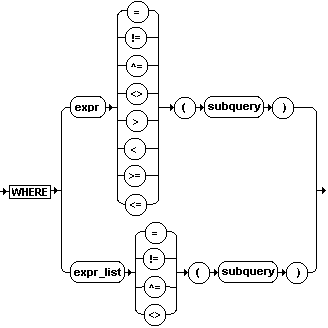 =
!=
^=
<>
expr
>
( subquery )
<
>=
<=
WHERE
=
!=
expr_list
^=
( subquery )
<>